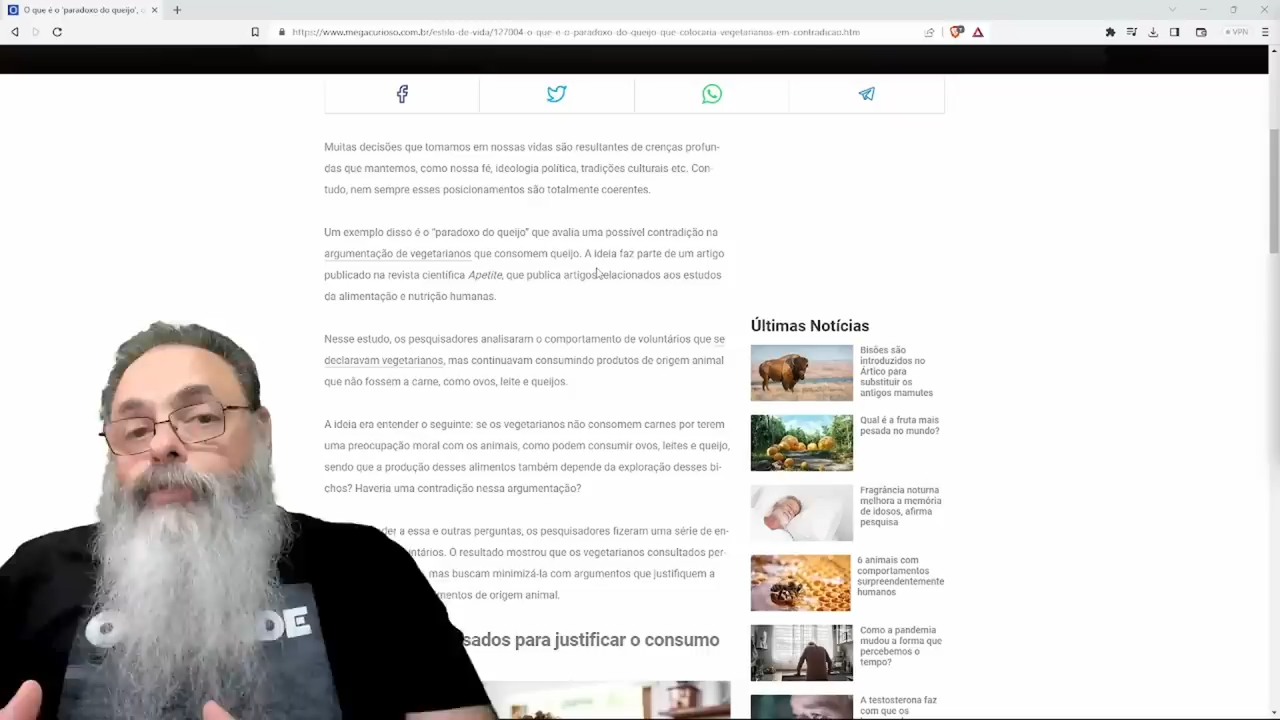 O que é o 'paradoxo do queijo',
https://www.megacurioso.com.br/estilo-de-vida/127004-o-que-e-o-paradoxo-do-queijo-que-colocaria-vegetarianos-em-contradicao.htm
VPN
Muitas decisões que tomamos em nossas vidas são resultantes de crenças profun-
das que mantemos, como nossa fé, ideologia política, tradições culturais etc. Con-
tudo, nem sempre esses posicionamentos são totalmente coerentes.
Um exemplo disso é o "paradoxo do queijo" que avalia uma possível contradição na
argumentação de vegetarianos que consomem queijo. A ideia faz parte de um artigo
publicado na revista científica Apetite, que publica artigos relacionados aos estudos
da alimentação e nutrição humanas.
Nesse estudo, os pesquisadores analisaram o comportamento de voluntários que se
declaravam vegetarianos, mas continuavam consumindo produtos de origem animal
que não fossem a carne, como ovos, leite e queijos.
A ideia era entender o seguinte: se os vegetarianos não consomem carnes por terem
uma preocupação moral com os animais, como podem consumir ovos, leites e queijo,
sendo que a produção desses alimentos também depende da exploração desses bi-
chos? Haveria uma contradição nessa argumentação?
der a essa e outras perguntas, os pesquisadores fizeram uma série de en-
ntários. O resultado mostrou que os vegetarianos consultados per-
mas buscam minimizá-la com argumentos que justifiquem a
mentos de origem animal.
sados para justificar o consumo
Últimas Notícias
Bisões são
introduzidos no
Ártico para
substituir os
antigos mamutes
Qual é a fruta mais
pesada no mundo?
Fragrância noturna
melhora a memória
de idosos, afirma
pesquisa
6 animais com
comportamentos
surpreendentemente
humanos
Como a pandemia
mudou a forma que
percebemos o
tempo?
A testosterona faz
com que os